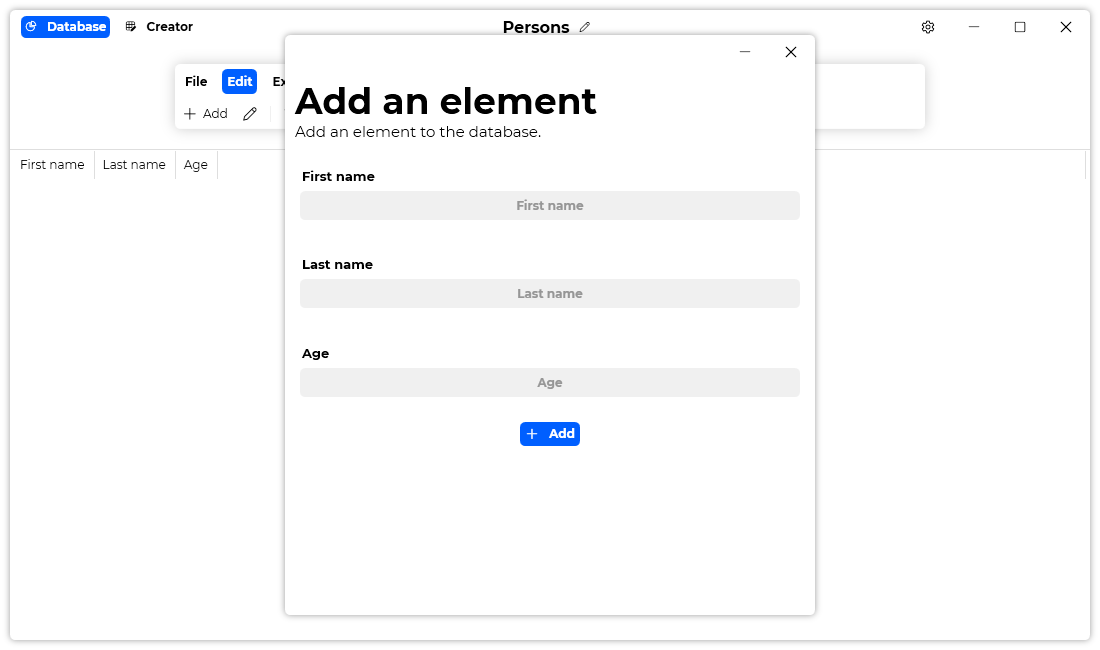 Database Creator Persons
File Edit Ex
Add
First name Last name Age
Add an element
Add an element to the database.
First name
First name
Last name
Last name
Age
Age
Add